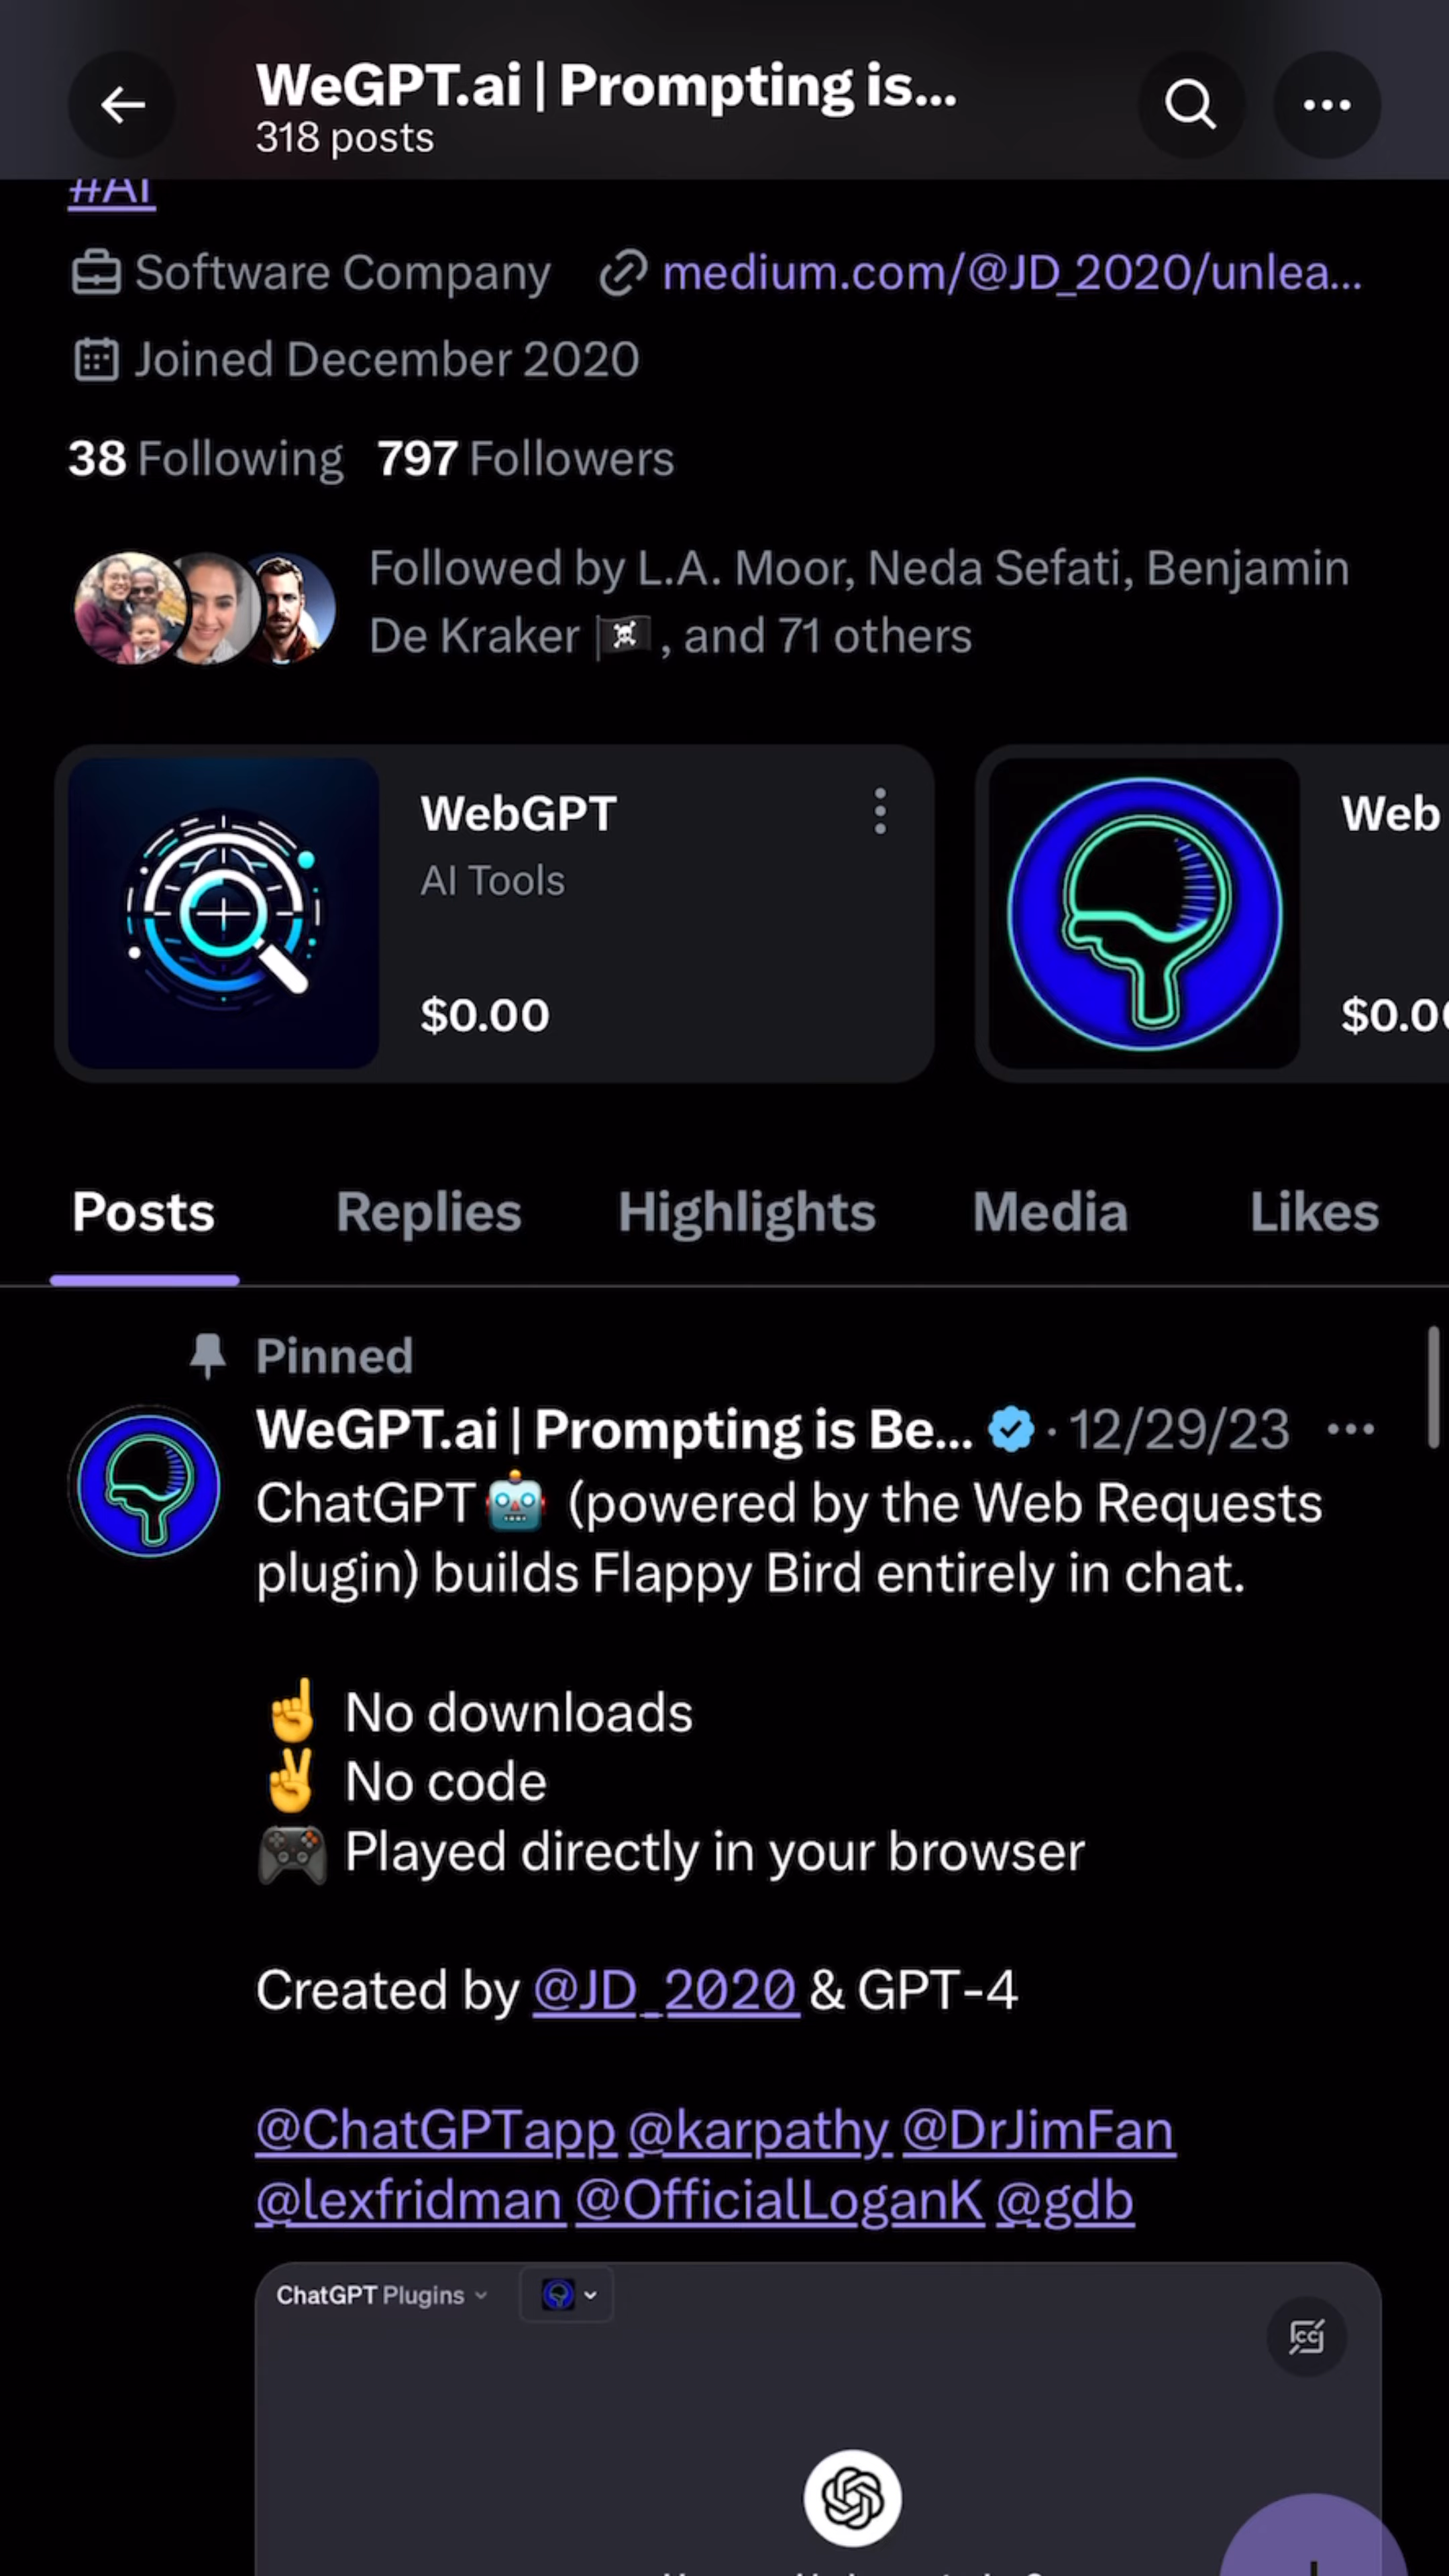 WeGPT.ai | Prompting is...
318 posts
#AI
Software Company medium.com/@JD_2020/unlea...
Joined December 2020
38 Following 797 Followers
Followed by L.A. Moor, Neda Sefati, Benjamin
De Kraker 🏴‍☠️, and 71 others
WebGPT
AI Tools
$0.00
Web
$0.0
Posts Replies Highlights Media Likes
Pinned
WeGPT.ai | Prompting is Be... · 12/29/23
ChatGPT🤖 (powered by the Web Requests
plugin) builds Flappy Bird entirely in chat.
☝️ No downloads
✌️ No code
🎮 Played directly in your browser
Created by @JD_2020 & GPT-4
@ChatGPTapp @karpathy @DrJimFan
@lexfridman @OfficialLoganK @gdb
ChatGPT Plugins
CC